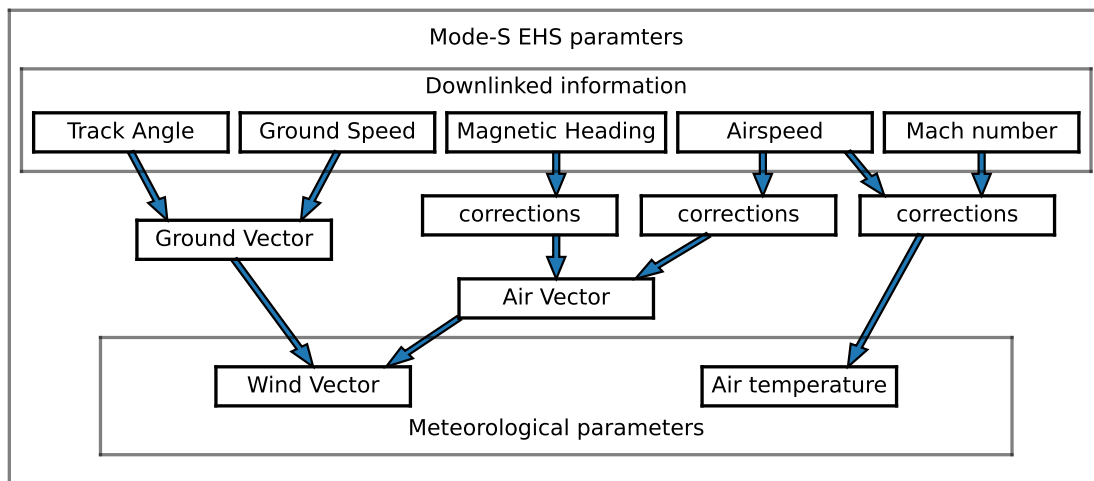 Mode-S EHS paramters
Downlinked information
Track Angle
Ground Speed
Magnetic Heading
Airspeed
Mach number
corrections
corrections
corrections
Ground Vector
Air Vector
Wind Vector
Air temperature
Meteorological parameters